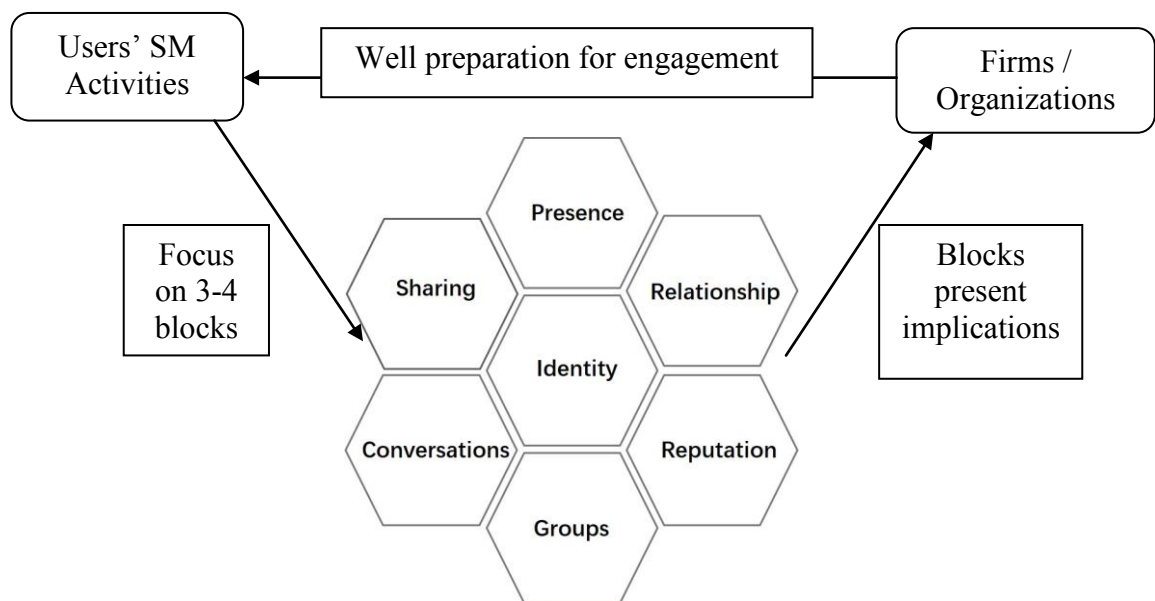 Users’ SM
Activities
Well preparation for engagement
Firms /
Organizations
Presence
Sharing
Relationship
Focus
on 3-4
blocks
Blocks
present
implications
Identity
Conversations
Reputation
Groups